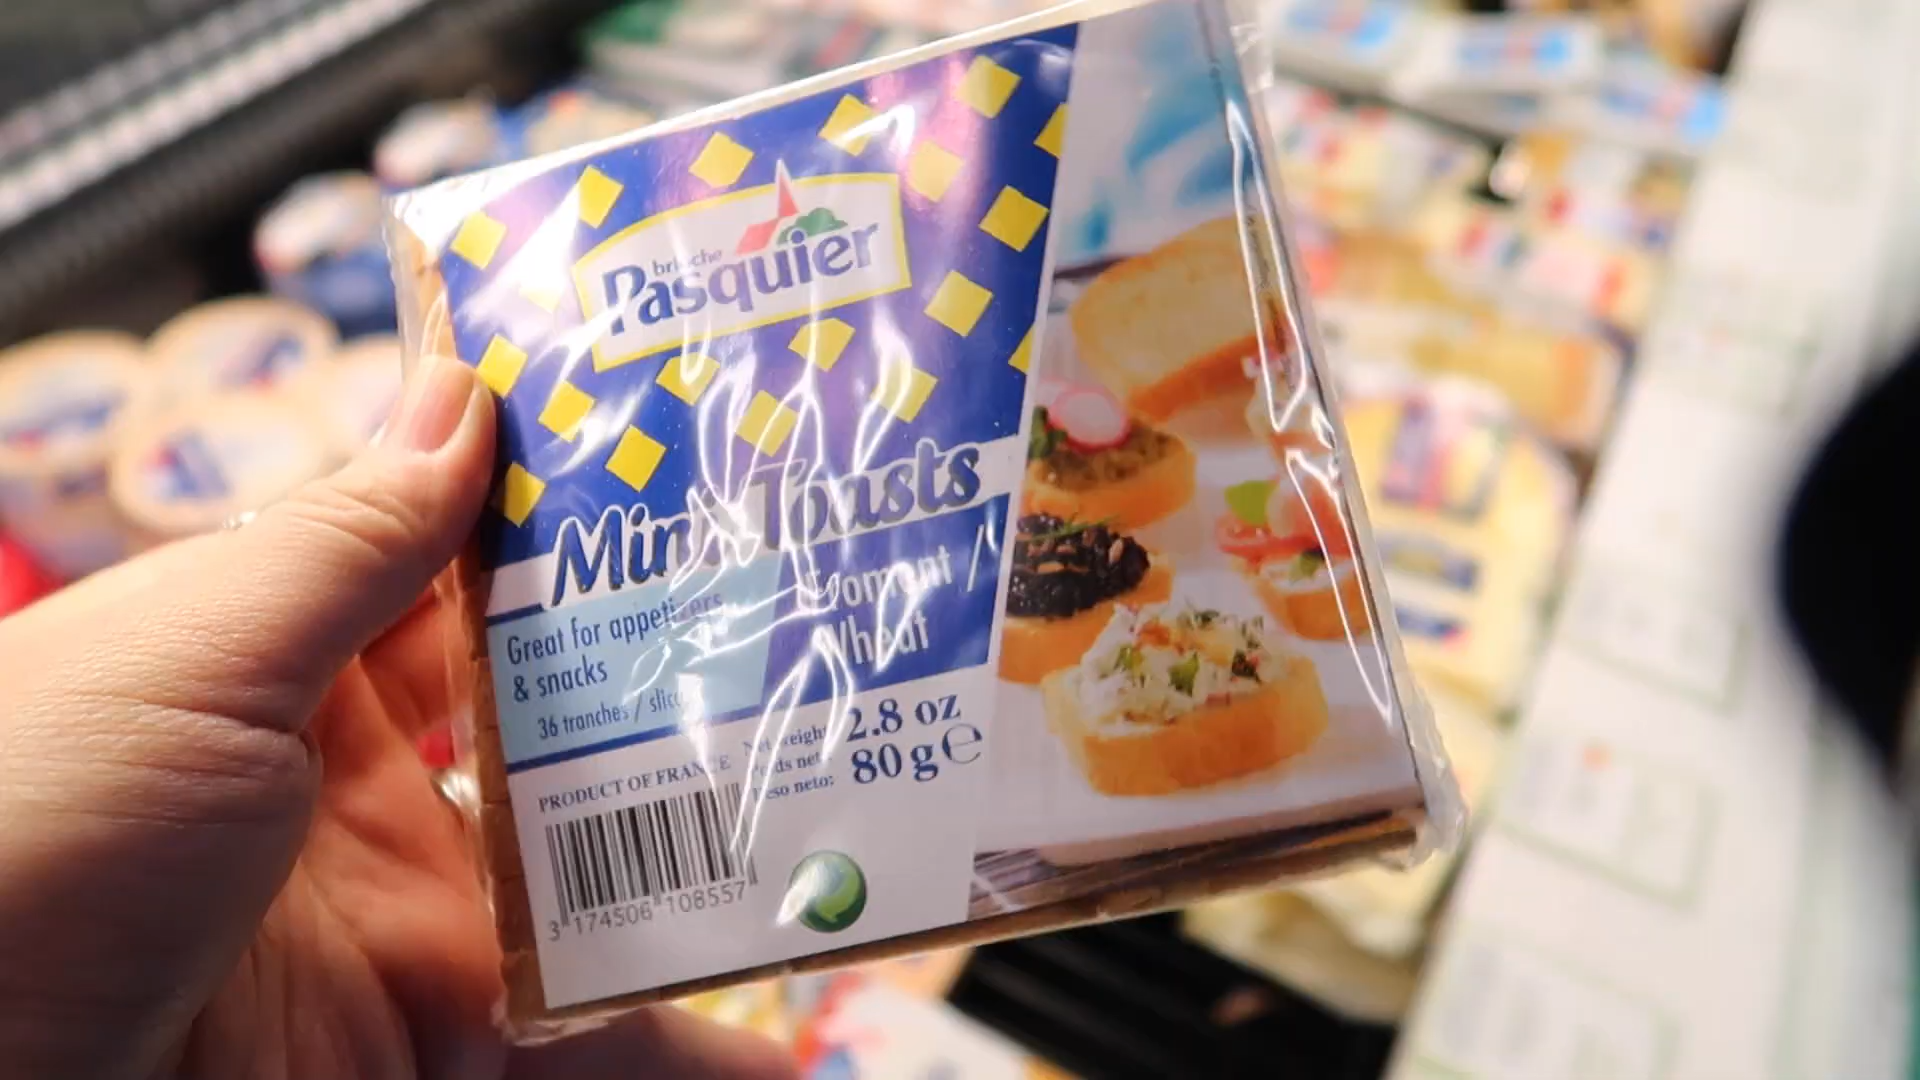 brioche
Pasquier
Mini Toasts
Froment /
Wheat
Great for appetizers
& snacks
36 tranches / slices
PRODUCT OF FRANCE
Net weight: 2.8 oz
Poids net: 80 g ℮
Peso neto:
3 174506 108557